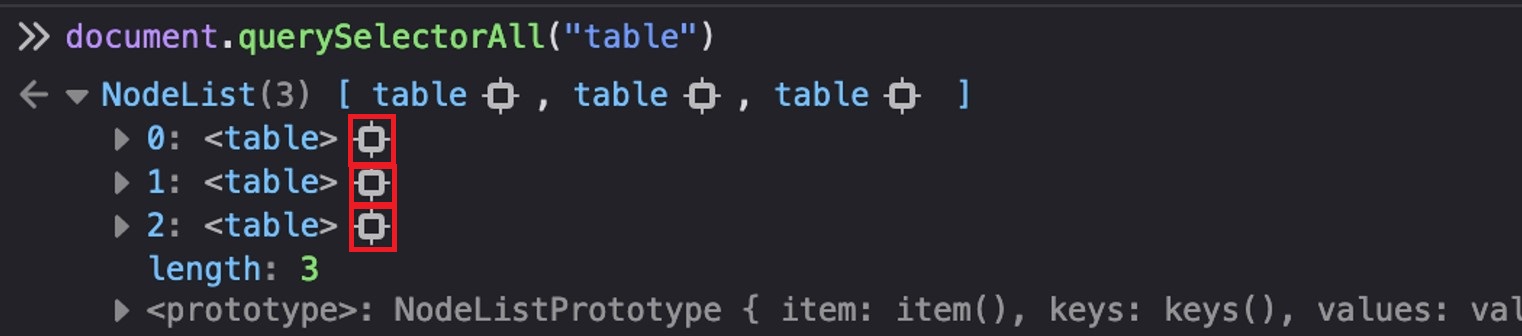 document.querySelectorAll("table")
NodeList(3) [ table , table , table ]
0: <table>
1: <table>
2: <table>
length: 3
<prototype>: NodeListPrototype { item: item(), keys: keys(), values: val